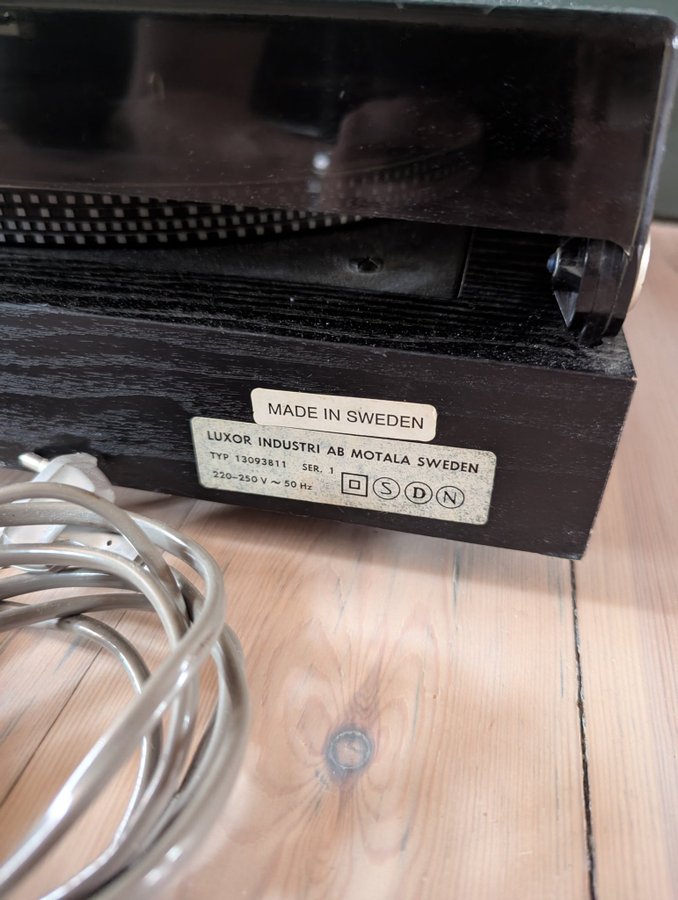 MADE IN SWEDEN
LUXOR INDUSTRI AB MOTALA SWEDEN
TYP 13093811 SER. 1
220-250 V ~ 50 Hz S D N